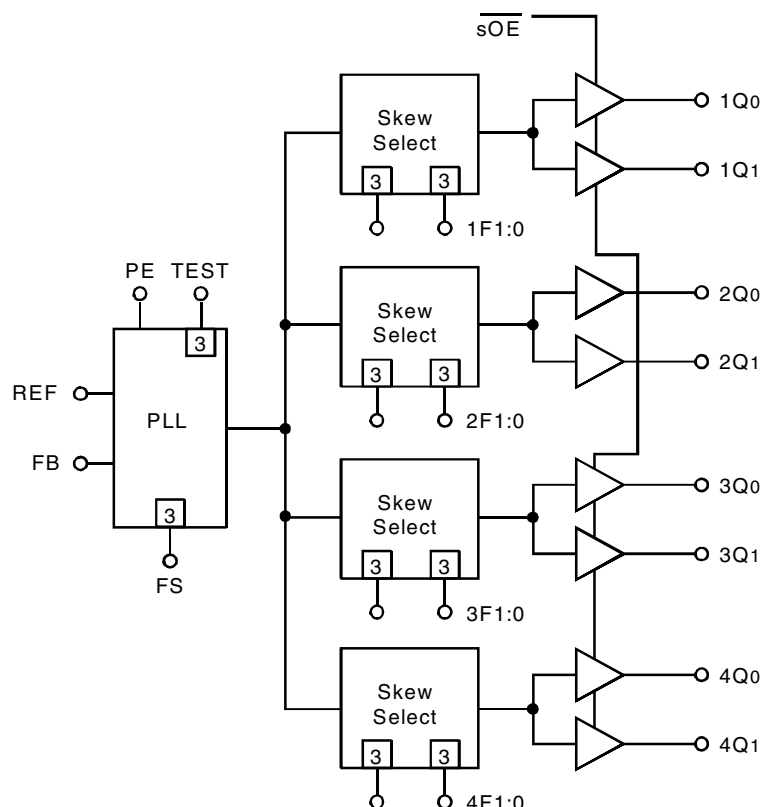 sOE
Skew
Select
3
3
1F1:0
1Q0
1Q1
PE
TEST
3
REF
PLL
FB
3
FS
Skew
Select
3
3
2F1:0
2Q0
2Q1
Skew
Select
3
3
3F1:0
3Q0
3Q1
Skew
Select
3
3
4F1:0
4Q0
4Q1